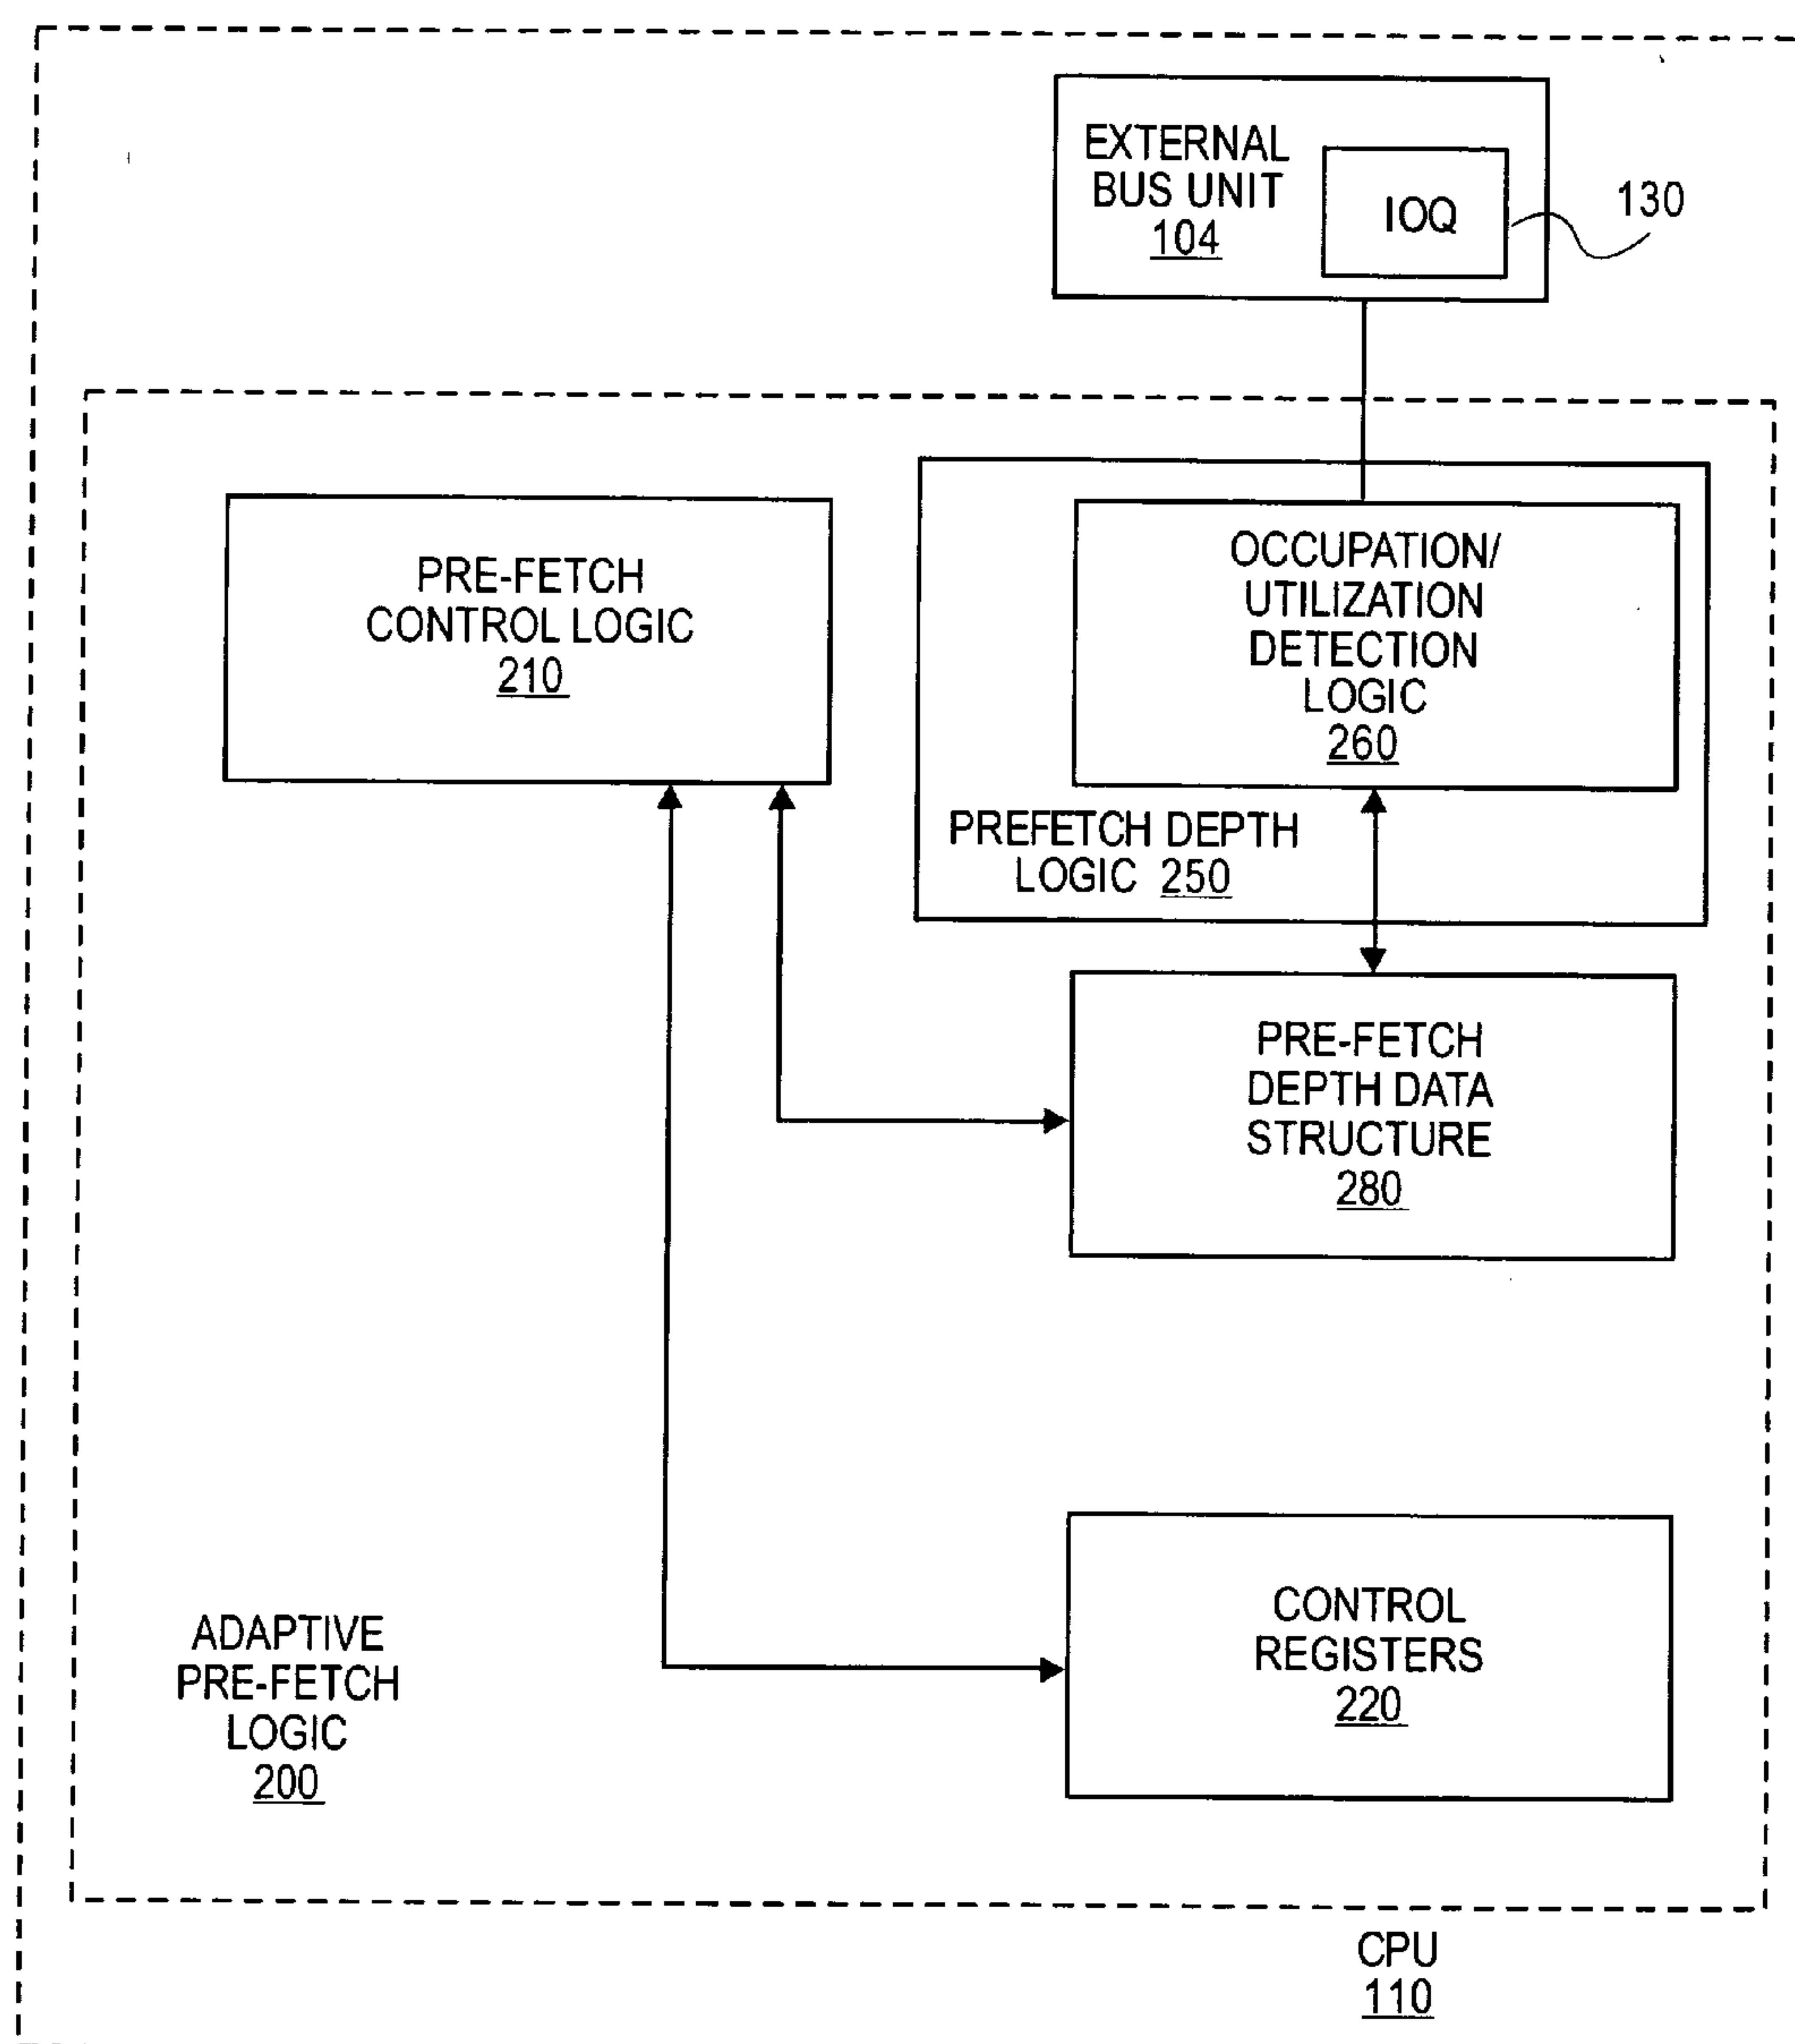 EXTERNAL
BUS UNIT
104
IOQ
130
PRE-FETCH
CONTROL LOGIC
210
OCCUPATION/
UTILIZATION
DETECTION
LOGIC
260
PREFETCH DEPTH
LOGIC 250
PRE-FETCH
DEPTH DATA
STRUCTURE
280
CONTROL
REGISTERS
220
ADAPTIVE
PRE-FETCH
LOGIC
200
CPU
110